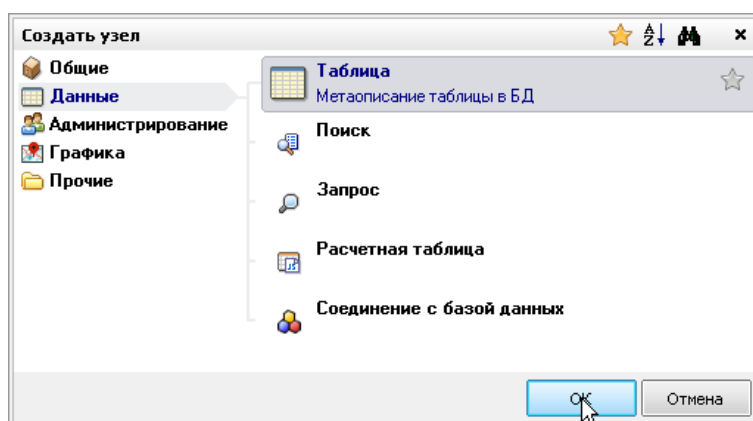 Создать узел
Общие
Данные
Администрирование
Графика
Прочие
Таблица
Метаописание таблицы в БД
Поиск
Запрос
Расчетная таблица
Соединение с базой данных
OK
Отмена